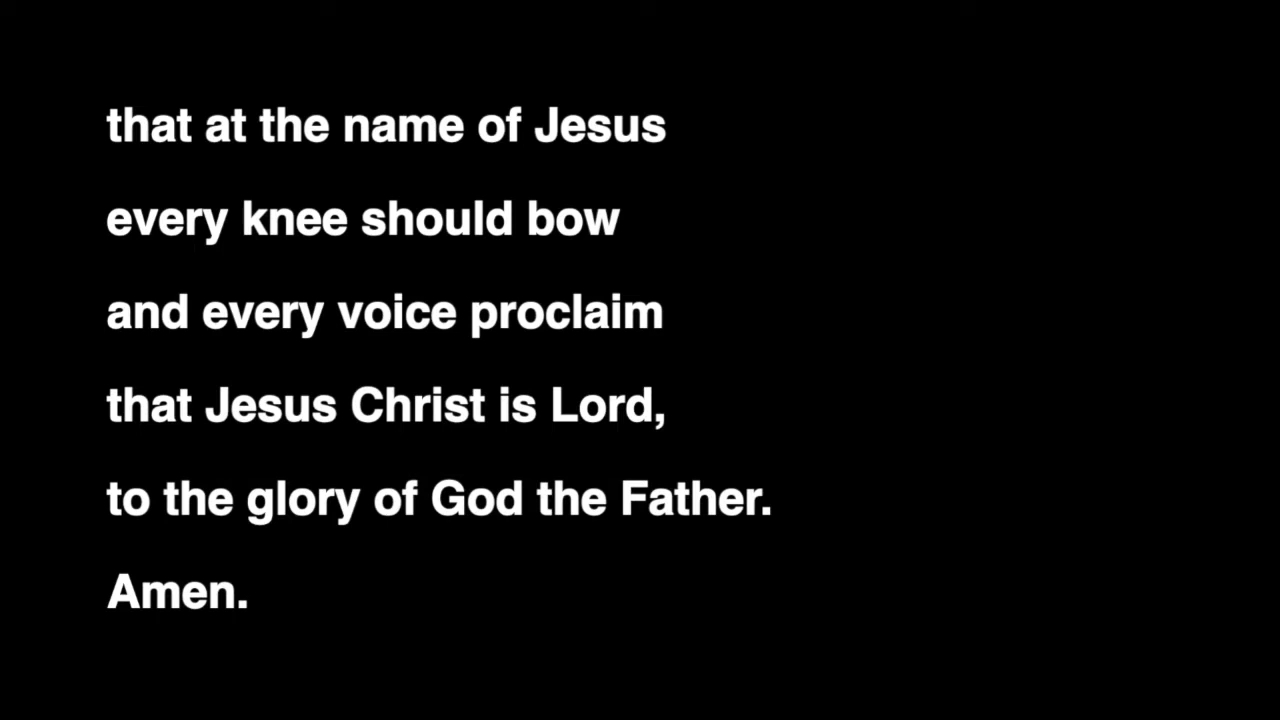 that at the name of Jesus
every knee should bow
and every voice proclaim
that Jesus Christ is Lord,
to the glory of God the Father.
Amen.